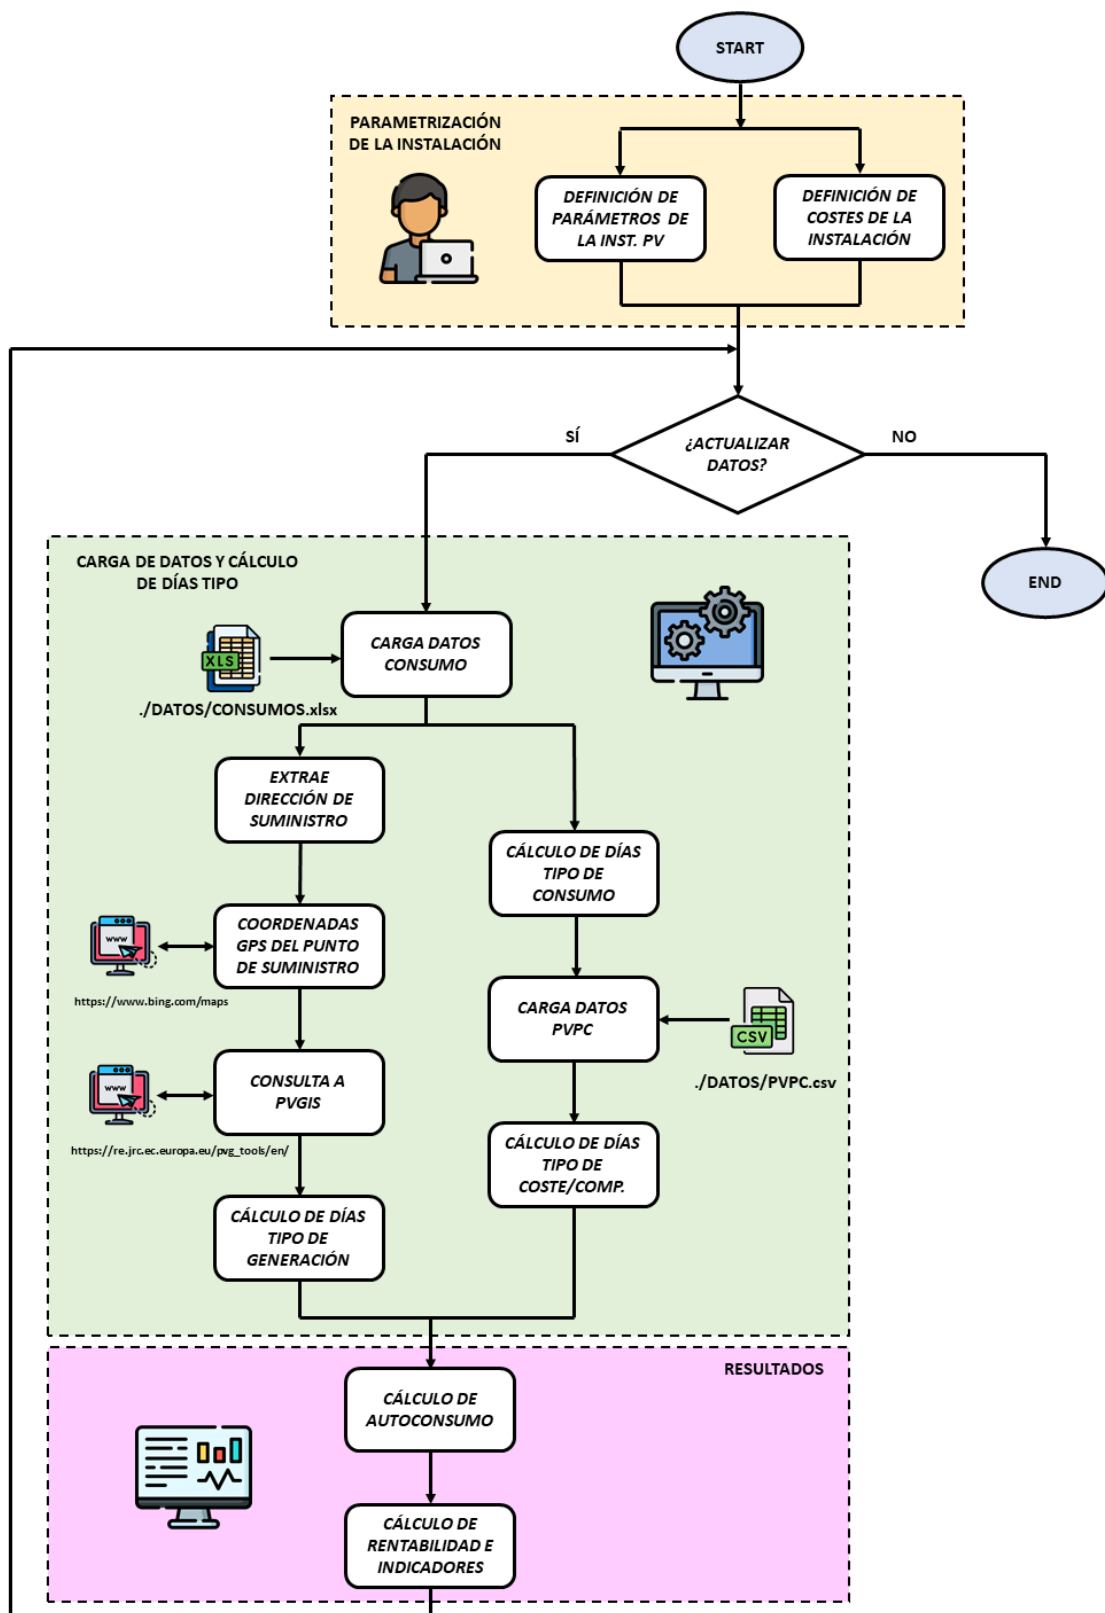 START
PARAMETRIZACIÓN
DE LA INSTALACIÓN
DEFINICIÓN DE
PARÁMETROS DE
LA INST. PV
DEFINICIÓN DE
COSTES DE LA
INSTALACIÓN
¿ACTUALIZAR
DATOS?
SÍ
NO
END
CARGA DE DATOS Y CÁLCULO
DE DÍAS TIPO
CARGA DATOS
CONSUMO
XLS
./DATOS/CONSUMOS.xlsx
EXTRAE
DIRECCIÓN DE
SUMINISTRO
CÁLCULO DE DÍAS
TIPO DE
CONSUMO
COORDENADAS
GPS DEL PUNTO
DE SUMINISTRO
WWW
https://www.bing.com/maps
CARGA DATOS
PVPC
CSV
./DATOS/PVPC.csv
CONSULTA A
PVGIS
WWW
https://re.jrc.ec.europa.eu/pvg_tools/en/
CÁLCULO DE DÍAS
TIPO DE
COSTE/COMP.
CÁLCULO DE DÍAS
TIPO DE
GENERACIÓN
RESULTADOS
CÁLCULO DE
AUTOCONSUMO
CÁLCULO DE
RENTABILIDAD E
INDICADORES